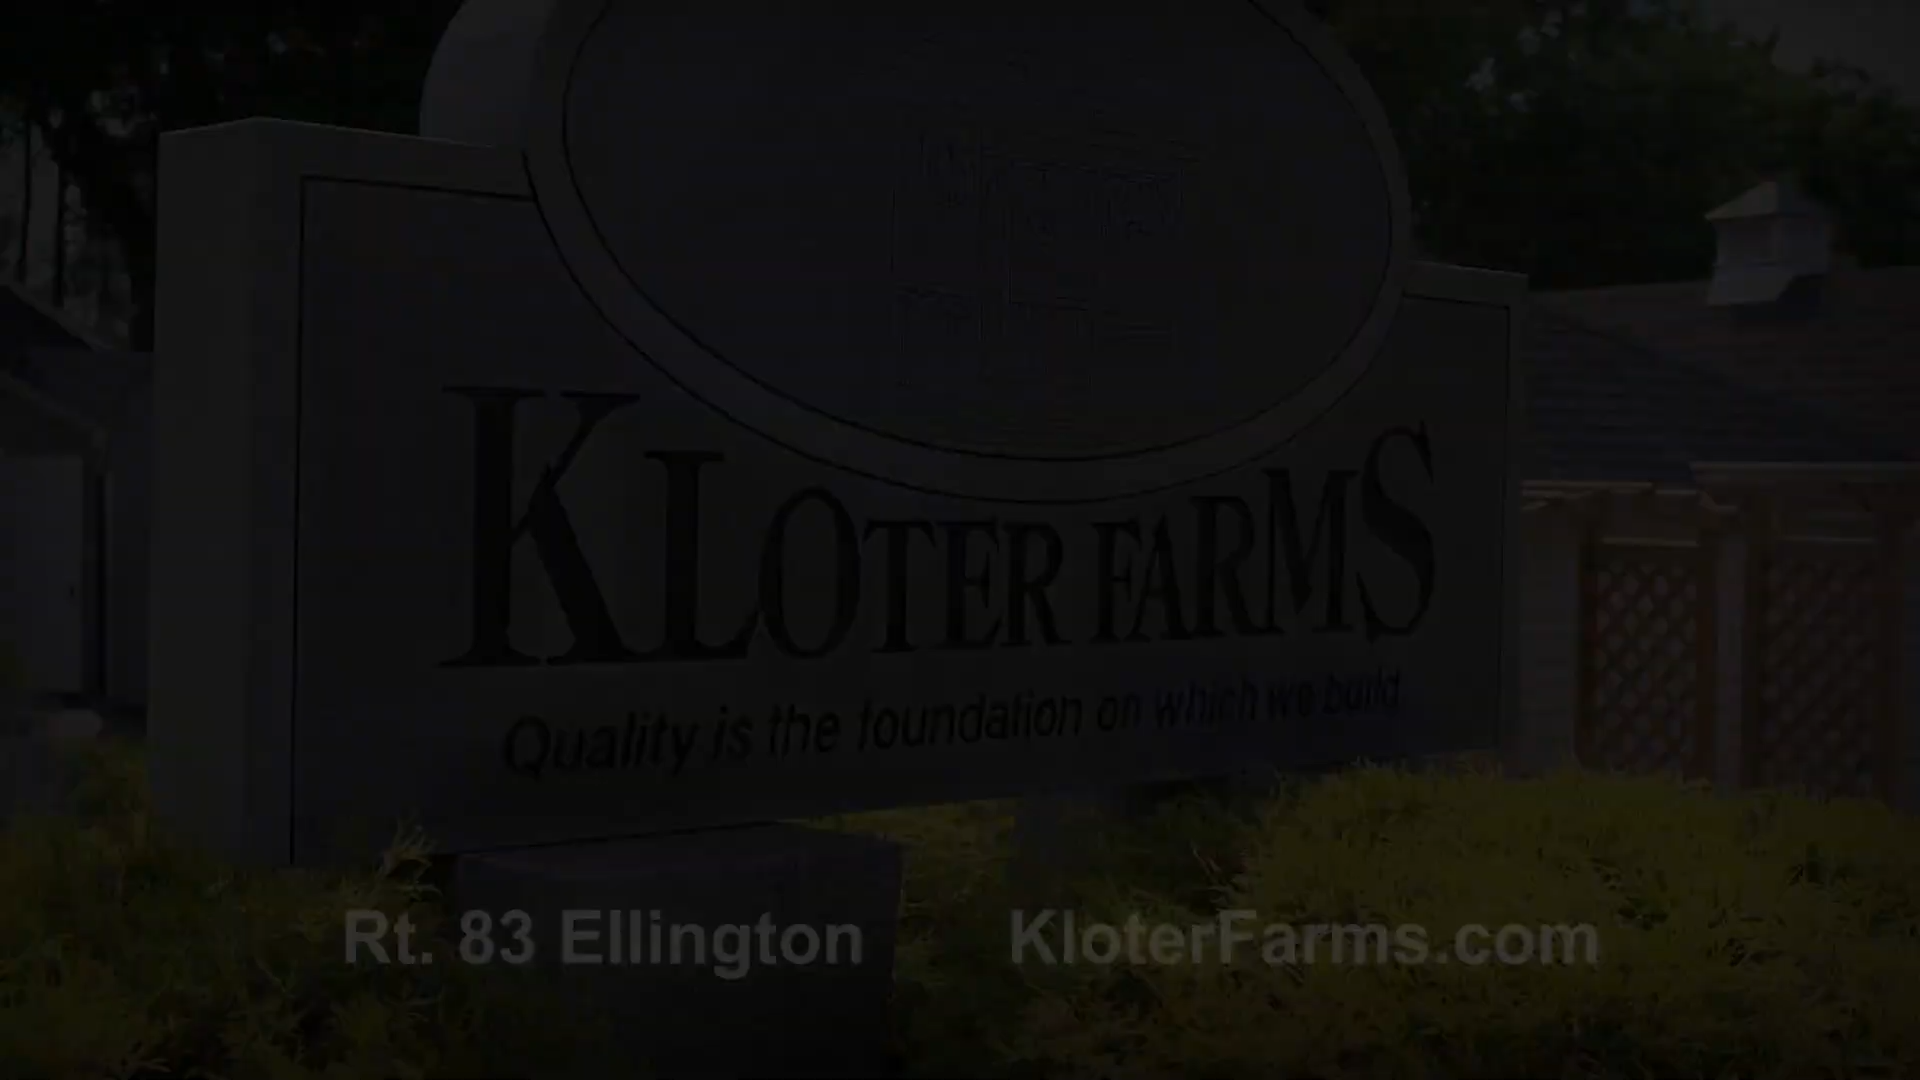 KLOTER FARMS
Quality is the foundation on which we build
Rt. 83 Ellington KloterFarms.com